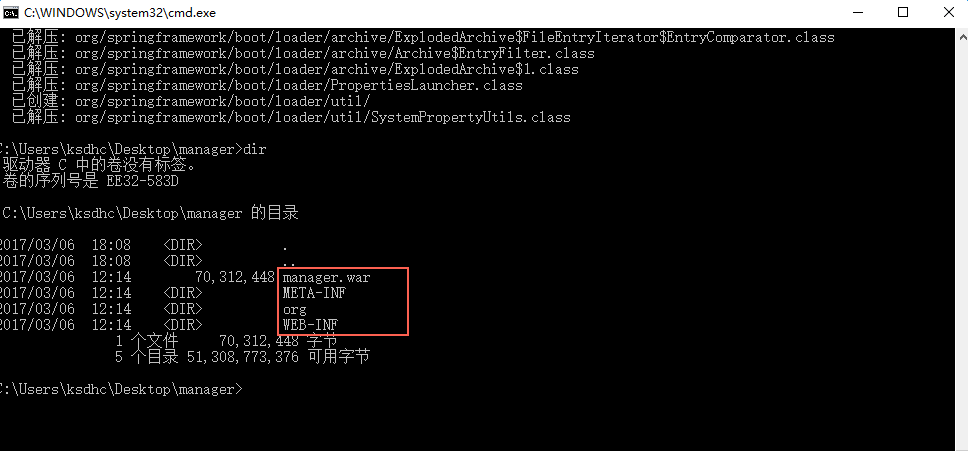 C:\WINDOWS\system32\cmd.exe
已解压: org/springframework/boot/loader/archive/ExplodedArchive$FileEntryIterator$EntryComparator.class
已解压: org/springframework/boot/loader/archive/Archive$EntryFilter.class
已解压: org/springframework/boot/loader/archive/ExplodedArchive$1.class
已解压: org/springframework/boot/loader/PropertiesLauncher.class
已创建: org/springframework/boot/loader/util/
已解压: org/springframework/boot/loader/util/SystemPropertyUtils.class
C:\Users\ksdhc\Desktop\manager>dir
驱动器 C 中的卷没有标签。
卷的序列号是 EE32-583D
C:\Users\ksdhc\Desktop\manager 的目录
2017/03/06 18:08 <DIR> .
2017/03/06 18:08 <DIR> ..
2017/03/06 12:14 70,312,448 manager.war
2017/03/06 12:14 <DIR> META-INF
2017/03/06 12:14 <DIR> org
2017/03/06 12:14 <DIR> WEB-INF
1 个文件 70,312,448 字节
5 个目录 51,308,773,376 可用字节
C:\Users\ksdhc\Desktop\manager>